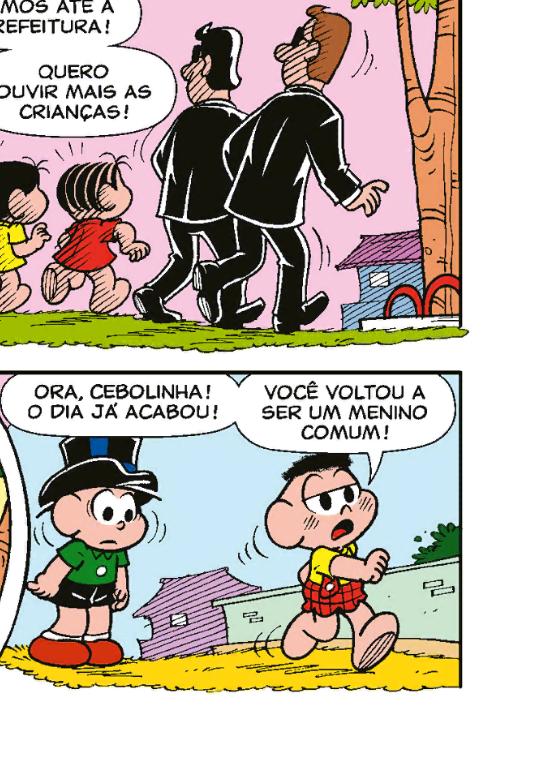 MOS ATÉ A
REFEITURA!
QUERO
OUVIR MAIS AS
CRIANÇAS!
ORA, CEBOLINHA!
O DIA JÁ ACABOU!
VOCÊ VOLTOU A
SER UM MENINO
COMUM!